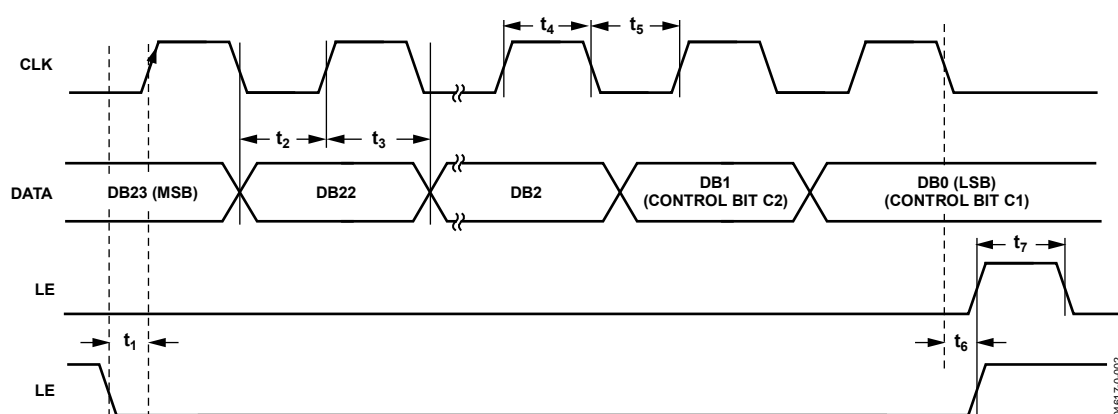 t4
t5
CLK
t2
t3
DATA
DB23 (MSB)
DB22
DB2
DB1
(CONTROL BIT C2)
DB0 (LSB)
(CONTROL BIT C1)
t7
LE
t1
t6
LE